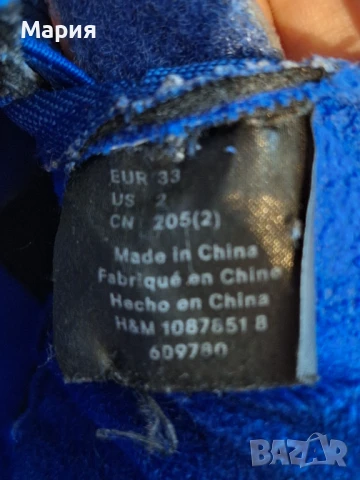 Мария
EUR 33
US 2
CN 205(2)
Made in China
Fabriqué en Chine
Hecho en China
H&M 1087851 8
609780
BAZAR